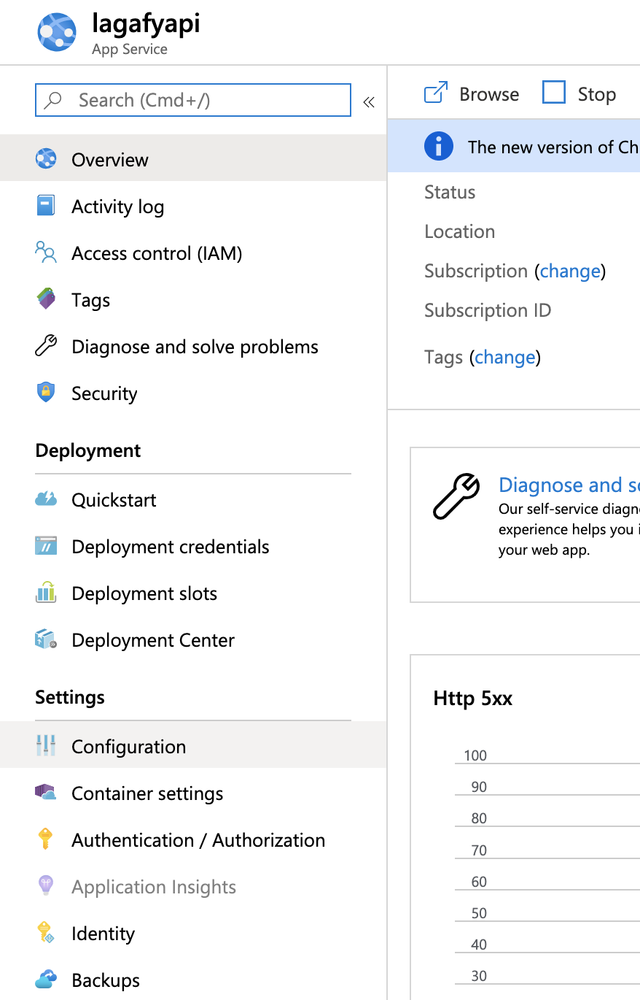 lagafyapi
App Service
Search (Cmd+/)
Overview
Activity log
Access control (IAM)
Tags
Diagnose and solve problems
Security
Deployment
Quickstart
Deployment credentials
Deployment slots
Deployment Center
Settings
Configuration
Container settings
Authentication / Authorization
Application Insights
Identity
Backups
Browse
Stop
The new version of Ch
Status
Location
Subscription (change)
Subscription ID
Tags (change)
Diagnose and so
Our self-service diagn
experience helps you i
your web app.
Http 5xx
100
90
80
70
60
50
40
30